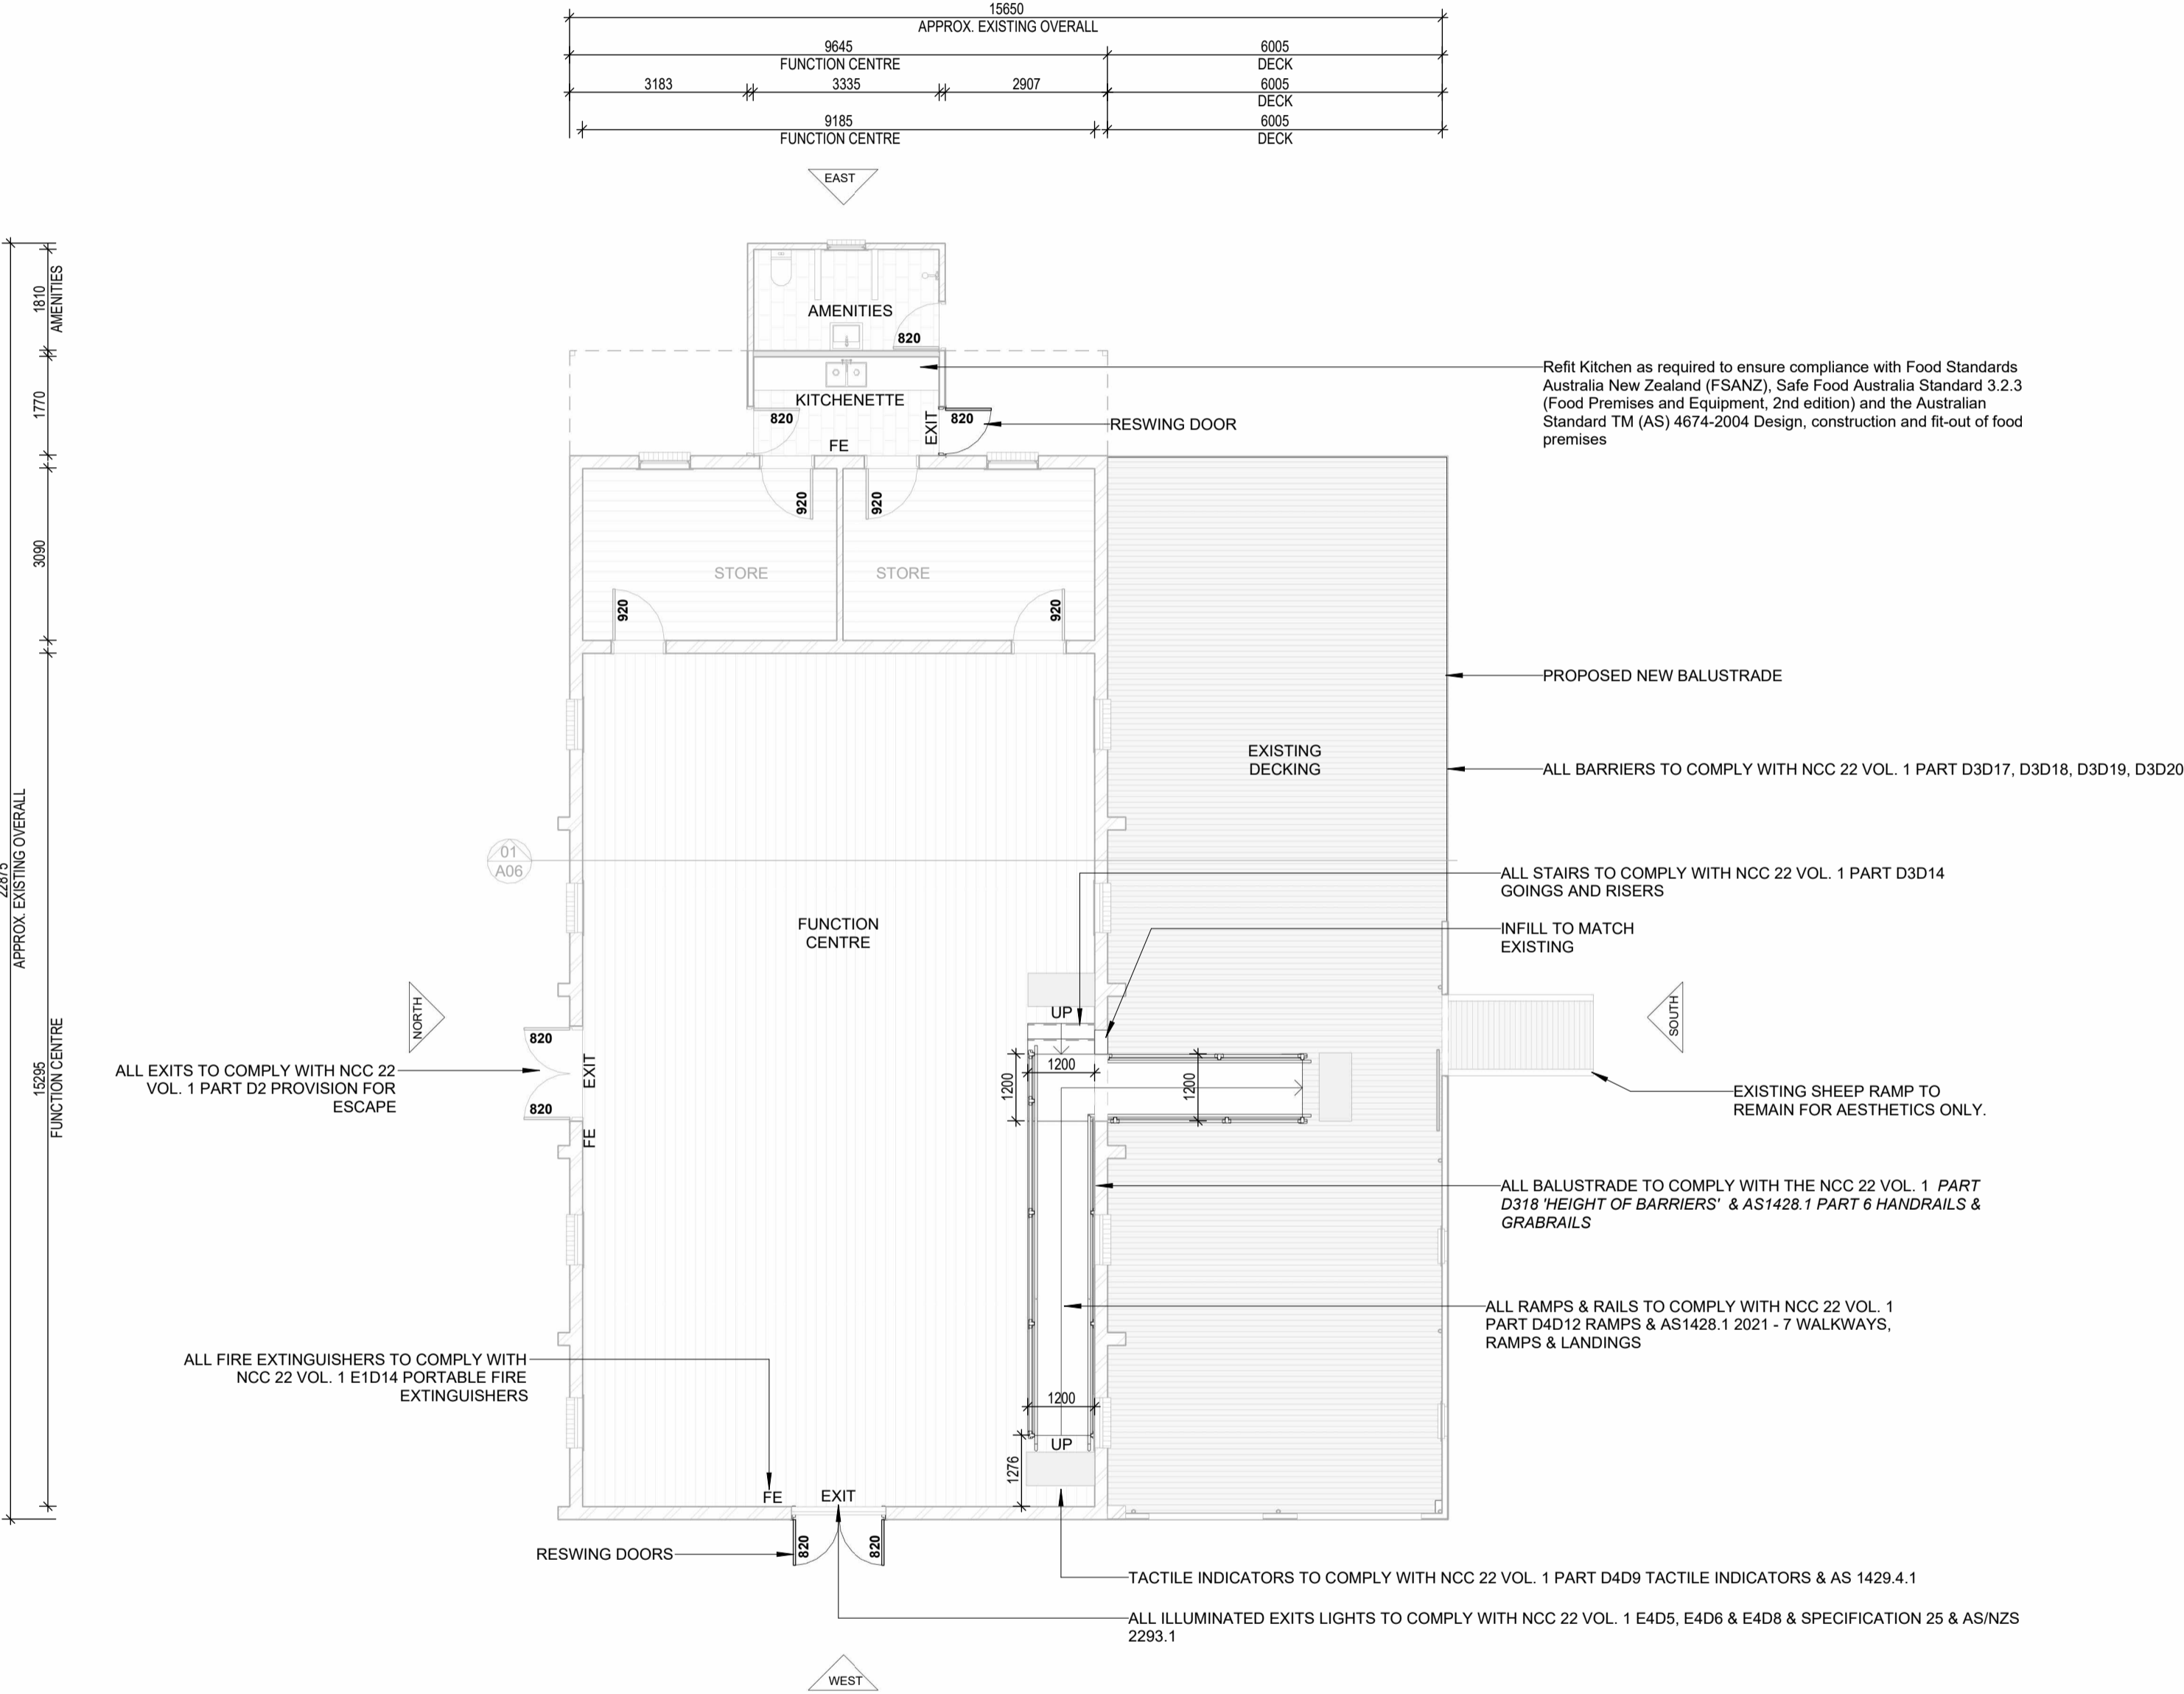 15650
APPROX. EXISTING OVERALL
9645
FUNCTION CENTRE
6005
DECK
3183
3335
2907
6005
DECK
9185
FUNCTION CENTRE
6005
DECK
EAST
1810
AMENITIES
1770
3090
15295
FUNCTION CENTRE
22875
APPROX. EXISTING OVERALL
AMENITIES
820
KITCHENETTE
820
FE
EXIT
820
RESWING DOOR
Refit Kitchen as required to ensure compliance with Food Standards
Australia New Zealand (FSANZ), Safe Food Australia Standard 3.2.3
(Food Premises and Equipment, 2nd edition) and the Australian
Standard TM (AS) 4674-2004 Design, construction and fit-out of food
premises
920
920
STORE
STORE
920
920
PROPOSED NEW BALUSTRADE
EXISTING
DECKING
ALL BARRIERS TO COMPLY WITH NCC 22 VOL. 1 PART D3D17, D3D18, D3D19, D3D20
01
A06
ALL STAIRS TO COMPLY WITH NCC 22 VOL. 1 PART D3D14
GOINGS AND RISERS
FUNCTION
CENTRE
INFILL TO MATCH
EXISTING
NORTH
UP
SOUTH
820
EXIT
820
FE
ALL EXITS TO COMPLY WITH NCC 22
VOL. 1 PART D2 PROVISION FOR
ESCAPE
1200
1200
1200
EXISTING SHEEP RAMP TO
REMAIN FOR AESTHETICS ONLY.
ALL BALUSTRADE TO COMPLY WITH THE NCC 22 VOL. 1 PART
D318 'HEIGHT OF BARRIERS' & AS1428.1 PART 6 HANDRAILS &
GRABRAILS
ALL RAMPS & RAILS TO COMPLY WITH NCC 22 VOL. 1
PART D4D12 RAMPS & AS1428.1 2021 - 7 WALKWAYS,
RAMPS & LANDINGS
ALL FIRE EXTINGUISHERS TO COMPLY WITH
NCC 22 VOL. 1 E1D14 PORTABLE FIRE
EXTINGUISHERS
1200
UP
1276
FE
EXIT
820
820
RESWING DOORS
TACTILE INDICATORS TO COMPLY WITH NCC 22 VOL. 1 PART D4D9 TACTILE INDICATORS & AS 1429.4.1
ALL ILLUMINATED EXITS LIGHTS TO COMPLY WITH NCC 22 VOL. 1 E4D5, E4D6 & E4D8 & SPECIFICATION 25 & AS/NZS
2293.1
WEST